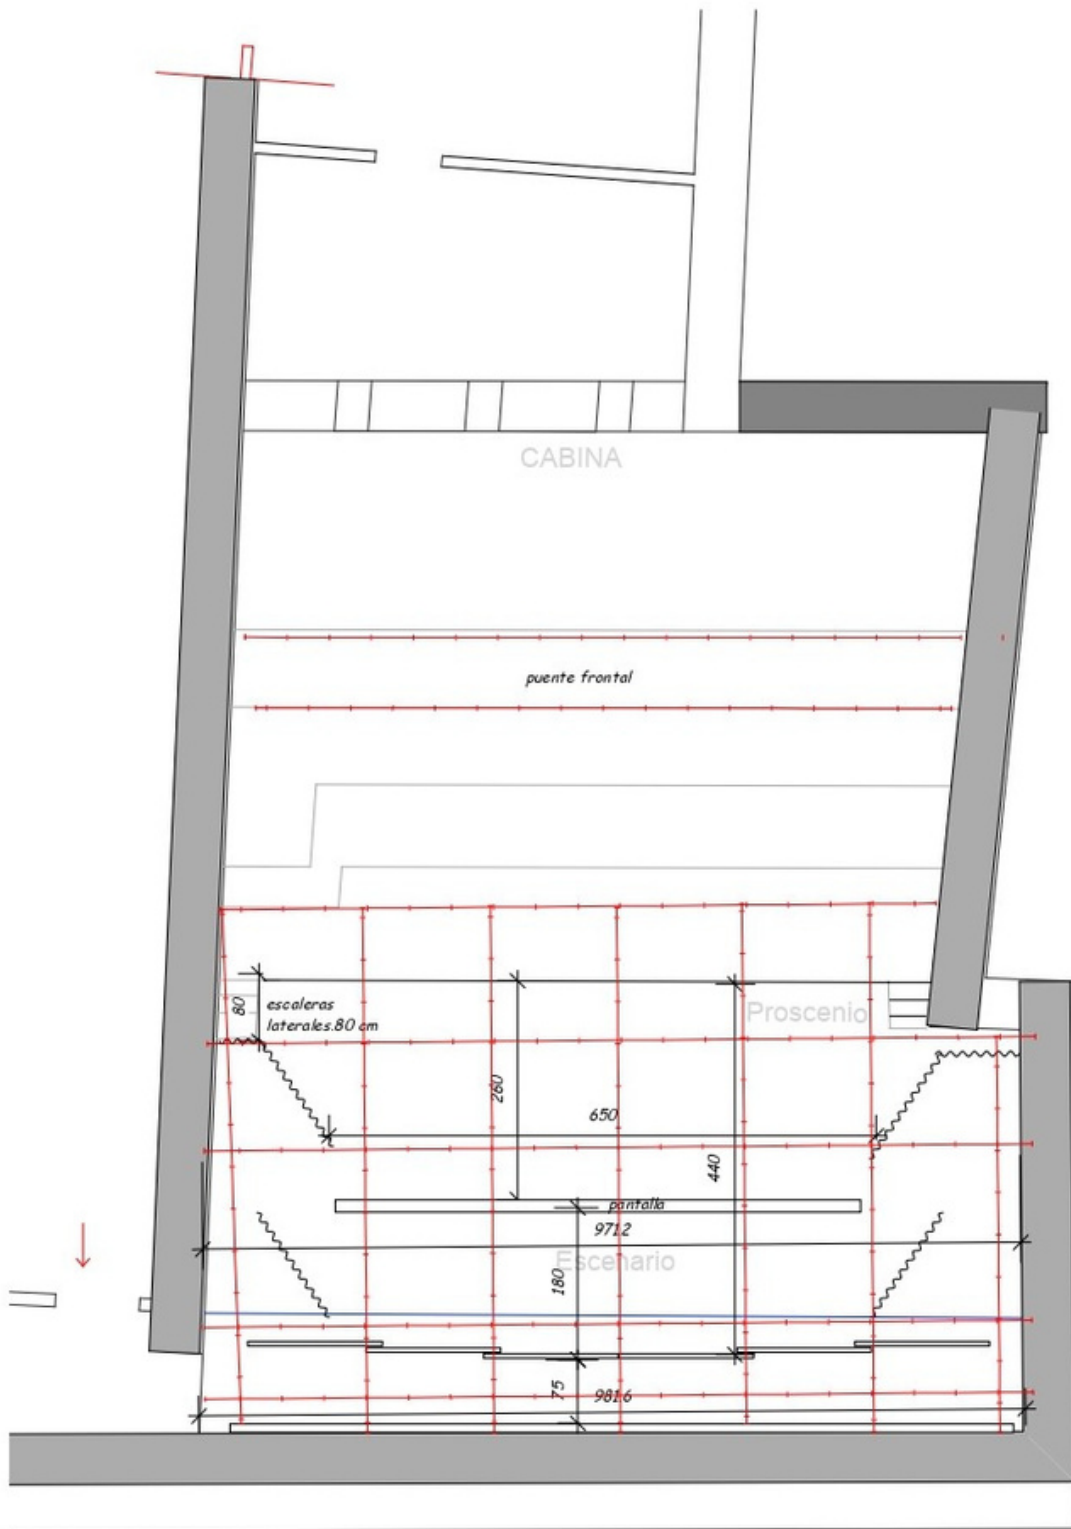 CABINA
puente frontal
80
escaleras
laterales.80 cm
Proscenio
260
650
440
pantalla
9712
Escenario
180
75
9816